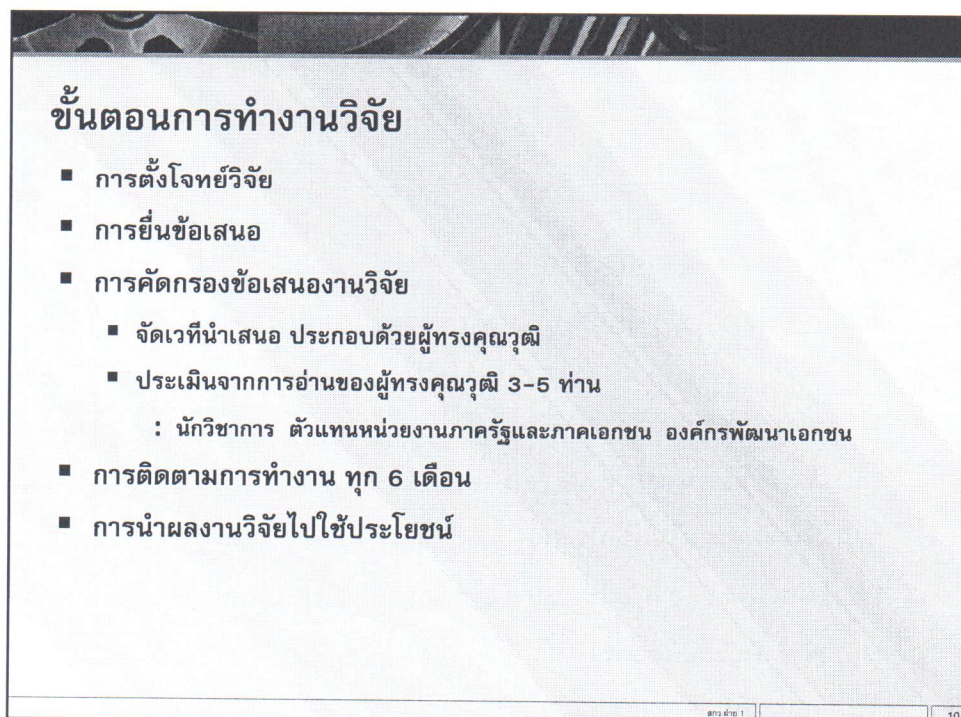 ขั้นตอนการทำงานวิจัย
▪ การตั้งโจทย์วิจัย
▪ การยื่นข้อเสนอ
▪ การคัดกรองข้อเสนองานวิจัย
▪ จัดเวทีนำเสนอ ประกอบด้วยผู้ทรงคุณวุฒิ
▪ ประเมินจากการอ่านของผู้ทรงคุณวุฒิ 3-5 ท่าน
: นักวิชาการ ตัวแทนหน่วยงานภาครัฐและภาคเอกชน องค์กรพัฒนาเอกชน
▪ การติดตามการทำงาน ทุก 6 เดือน
▪ การนำผลงานวิจัยไปใช้ประโยชน์
สกว ฝ่าย 1
10